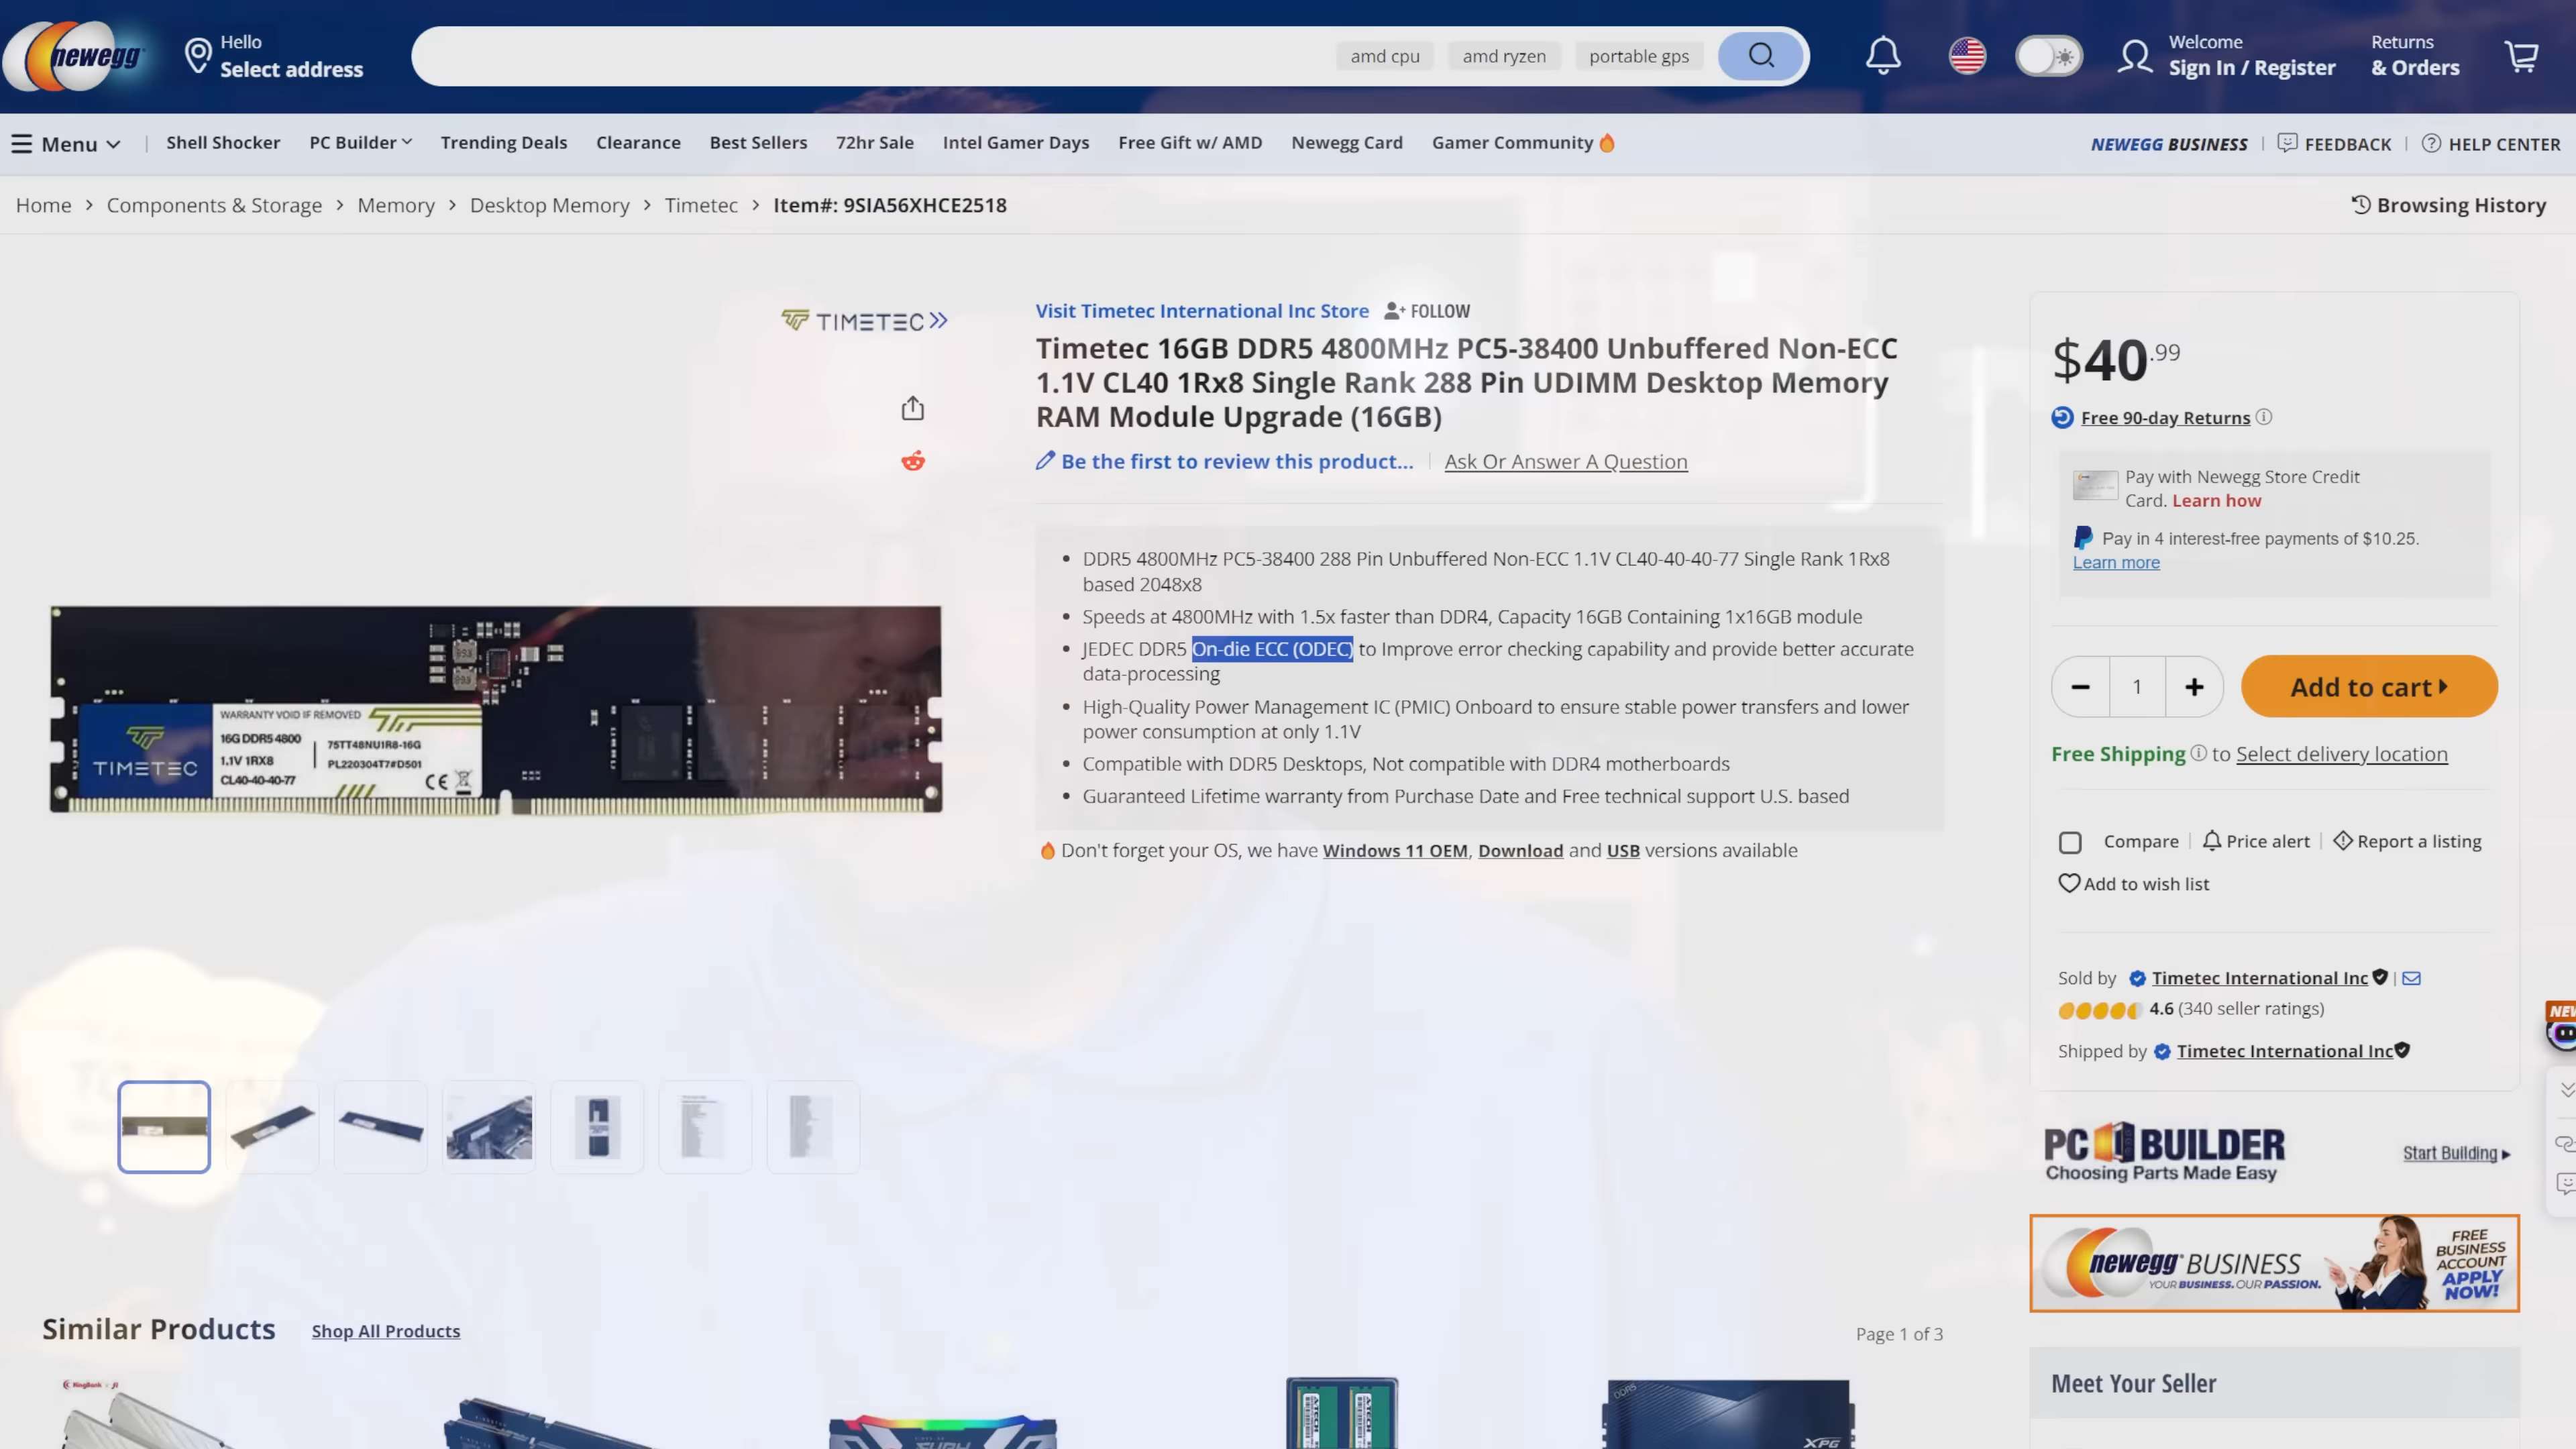 newegg
Hello
Select address
amd cpu
amd ryzen
portable gps
Welcome
Sign In / Register
Returns
& Orders
Menu
Shell Shocker
PC Builder
Trending Deals
Clearance
Best Sellers
72hr Sale
Intel Gamer Days
Free Gift w/ AMD
Newegg Card
Gamer Community
NEWEGG BUSINESS
FEEDBACK
HELP CENTER
Home > Components & Storage > Memory > Desktop Memory > Timetec > Item#: 9SIA56XHCE2518
Browsing History
TIMETEC
Visit Timetec International Inc Store
FOLLOW
Timetec 16GB DDR5 4800MHz PC5-38400 Unbuffered Non-ECC
1.1V CL40 1Rx8 Single Rank 288 Pin UDIMM Desktop Memory
RAM Module Upgrade (16GB)
Be the first to review this product...
Ask Or Answer A Question
• DDR5 4800MHz PC5-38400 288 Pin Unbuffered Non-ECC 1.1V CL40-40-40-77 Single Rank 1Rx8
based 2048x8
• Speeds at 4800MHz with 1.5x faster than DDR4, Capacity 16GB Containing 1x16GB module
• JEDEC DDR5 On-die ECC (ODEC) to Improve error checking capability and provide better accurate
data-processing
• High-Quality Power Management IC (PMIC) Onboard to ensure stable power transfers and lower
power consumption at only 1.1V
• Compatible with DDR5 Desktops, Not compatible with DDR4 motherboards
• Guaranteed Lifetime warranty from Purchase Date and Free technical support U.S. based
Don't forget your OS, we have Windows 11 OEM, Download and USB versions available
WARRANTY VOID IF REMOVED
16G DDR5 4800
1.1V 1RX8
CL40-40-40-77
75TT48NU1R8-16G
PL220304T7#D501
TIMETEC
CE
$40.99
Free 90-day Returns
Pay with Newegg Store Credit
Card. Learn how
Pay in 4 interest-free payments of $10.25.
Learn more
1
Add to cart
Free Shipping to Select delivery location
Compare
Price alert
Report a listing
Add to wish list
Sold by Timetec International Inc
4.6 (340 seller ratings)
Shipped by Timetec International Inc
NEW
PC BUILDER
Choosing Parts Made Easy
Start Building
newegg BUSINESS
YOUR BUSINESS. OUR PASSION.
FREE
BUSINESS
ACCOUNT
APPLY
NOW!
Similar Products
Shop All Products
Page 1 of 3
Meet Your Seller
KingBank
FURY
DDR5
XPG